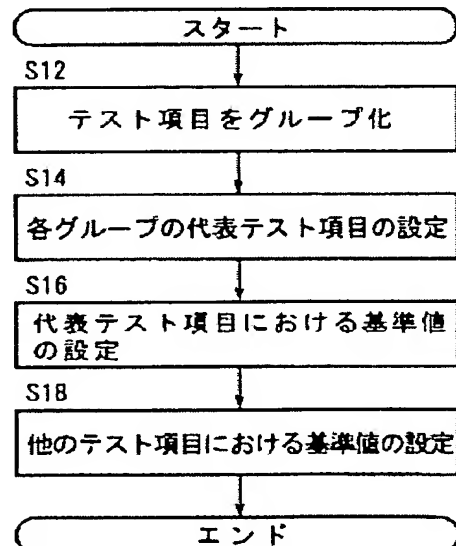 スタート
S12
テスト項目をグループ化
S14
各グループの代表テスト項目の設定
S16
代表テスト項目における基準値
の設定
S18
他のテスト項目における基準値の設定
エンド